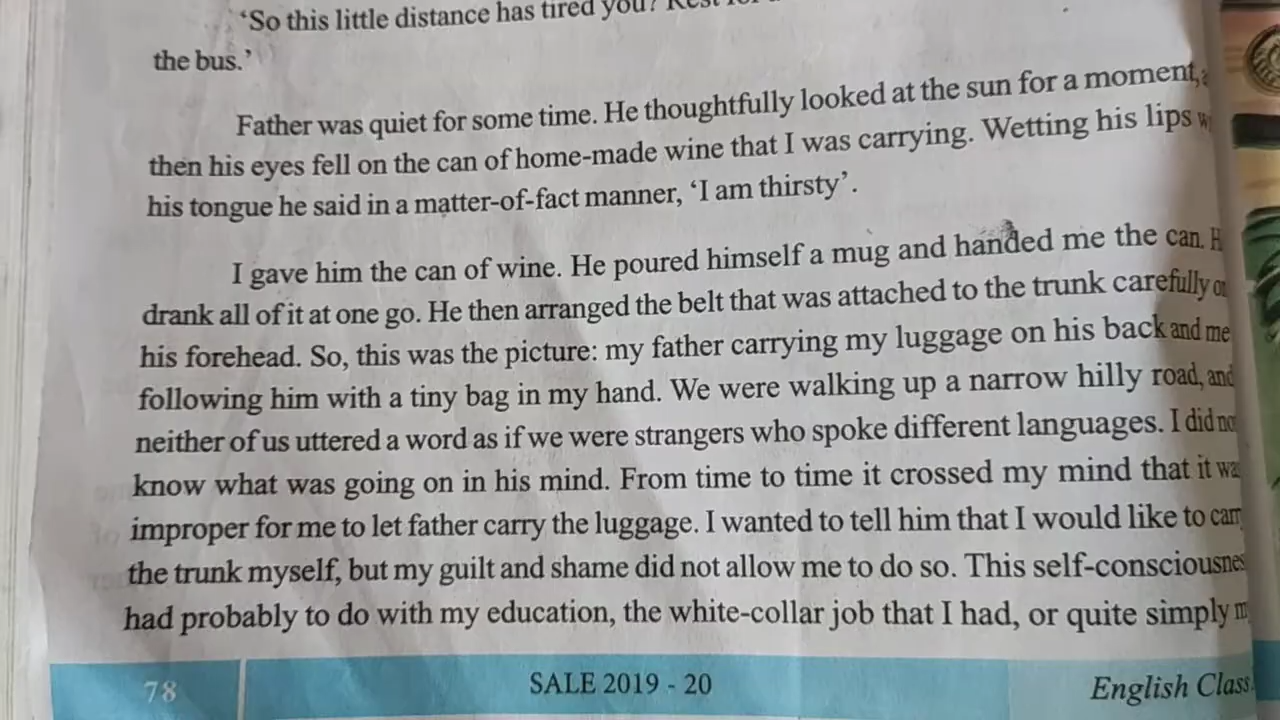 'So this little distance has tired you?
the bus.'
Father was quiet for some time. He thoughtfully looked at the sun for a moment,
then his eyes fell on the can of home-made wine that I was carrying. Wetting his lips
his tongue he said in a matter-of-fact manner, 'I am thirsty'.
I gave him the can of wine. He poured himself a mug and handed me the can.
drank all of it at one go. He then arranged the belt that was attached to the trunk carefully
his forehead. So, this was the picture: my father carrying my luggage on his back and me
following him with a tiny bag in my hand. We were walking up a narrow hilly road, and
neither of us uttered a word as if we were strangers who spoke different languages. I did
know what was going on in his mind. From time to time it crossed my mind that it
improper for me to let father carry the luggage. I wanted to tell him that I would like to
the trunk myself, but my guilt and shame did not allow me to do so. This
had probably to do with my education, the white-collar job that I had, or quite simply
78 SALE 2019 - 20 English Class